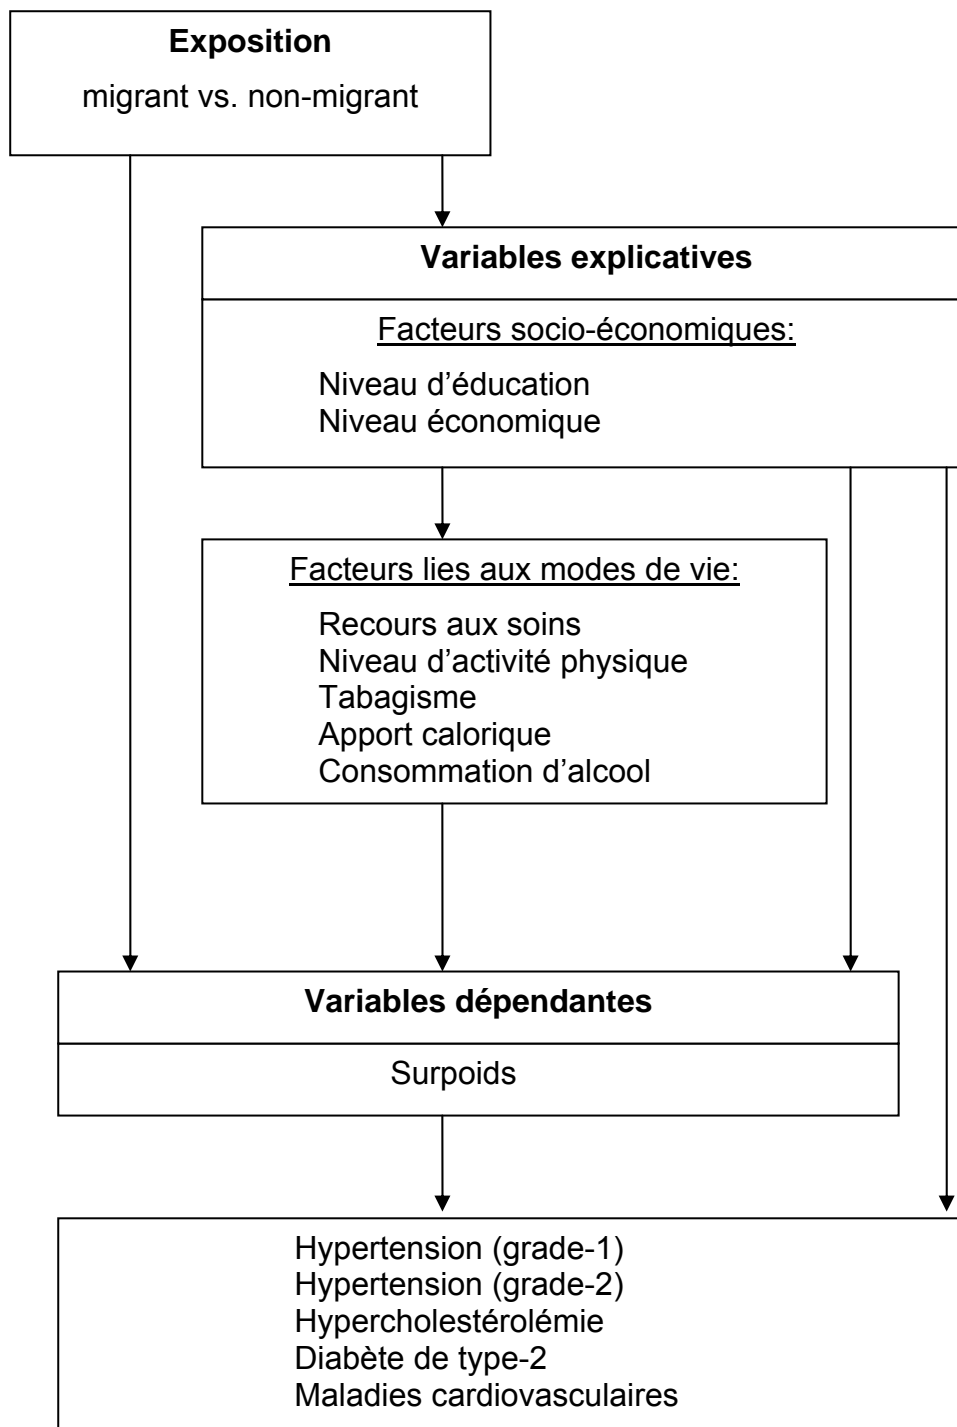 Exposition
migrant vs. non-migrant
Variables explicatives
Facteurs socio-économiques:
Niveau d’éducation
Niveau économique
Facteurs lies aux modes de vie:
Recours aux soins
Niveau d’activité physique
Tabagisme
Apport calorique
Consommation d’alcool
Variables dépendantes
Surpoids
Hypertension (grade-1)
Hypertension (grade-2)
Hypercholestérolémie
Diabète de type-2
Maladies cardiovasculaires